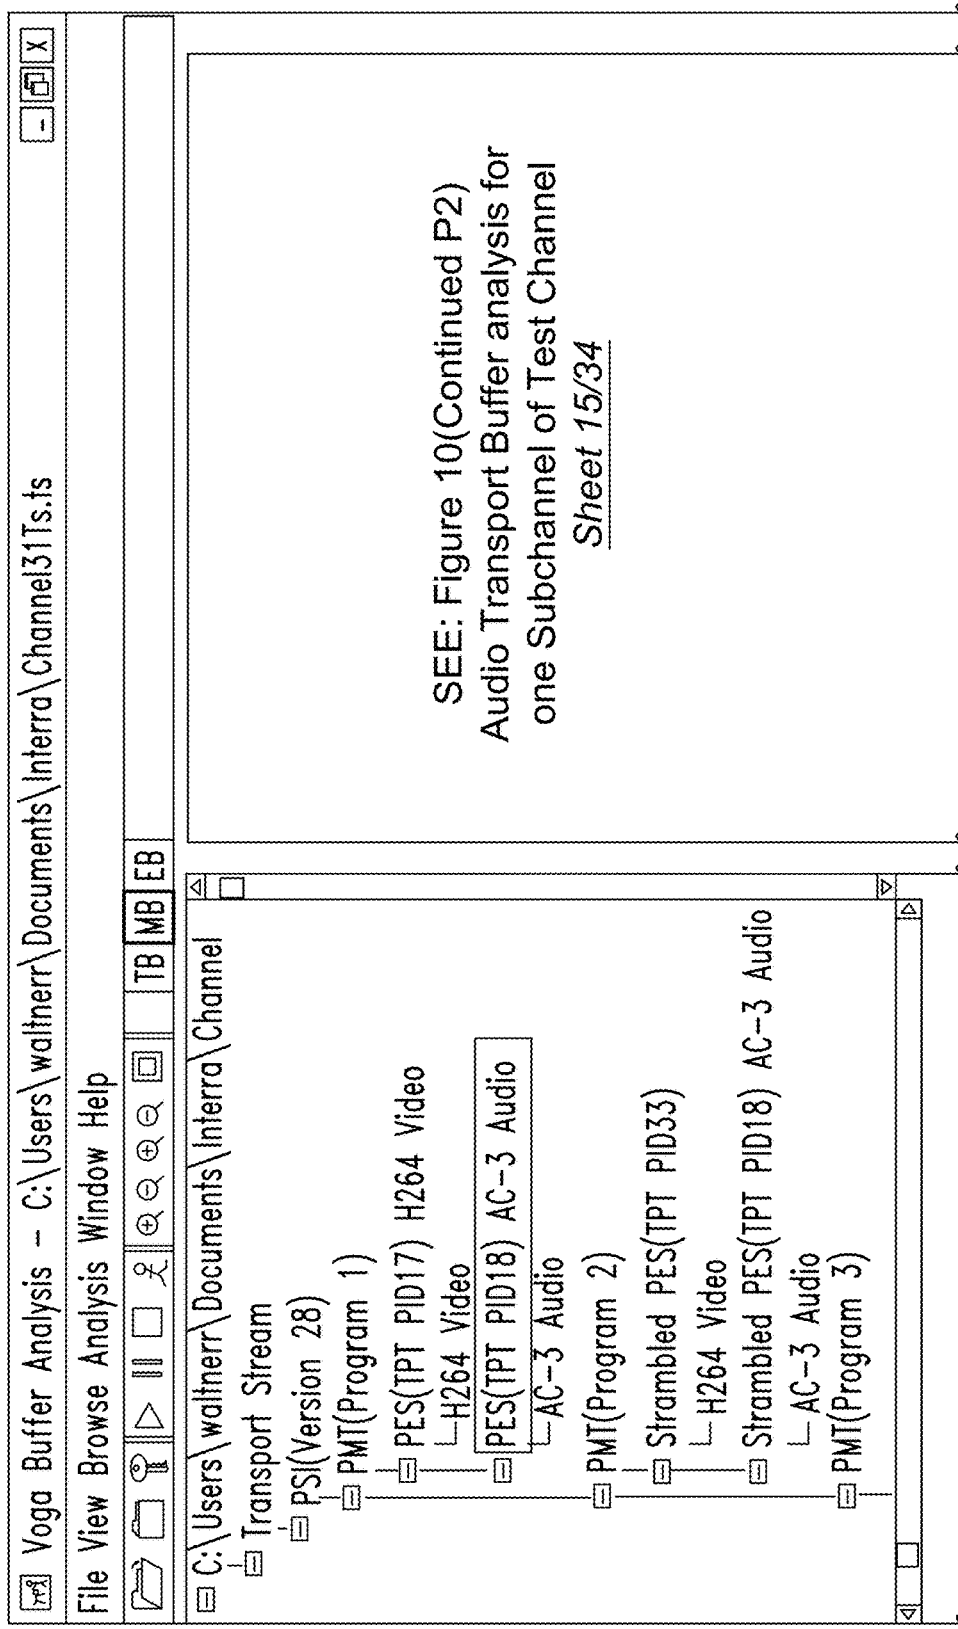 Voga Buffer Analysis – C:\Users\waltnerr\Documents\Interra\Channel31Ts.ts
– X
File View Browse Analysis Window Help
TB MB EB
C:\Users\waltnerr\Documents\Interra\Channel
Transport Stream
PSI(Version 28)
PMT(Program 1)
PES(TPT PID17) H264 Video
H264 Video
PES(TPT PID18) AC–3 Audio
AC–3 Audio
PMT(Program 2)
Strambled PES(TPT PID33)
H264 Video
Strambled PES(TPT PID18) AC–3 Audio
AC–3 Audio
PMT(Program 3)
SEE: Figure 10(Continued P2)
Audio Transport Buffer analysis for
one Subchannel of Test Channel
Sheet 15/34